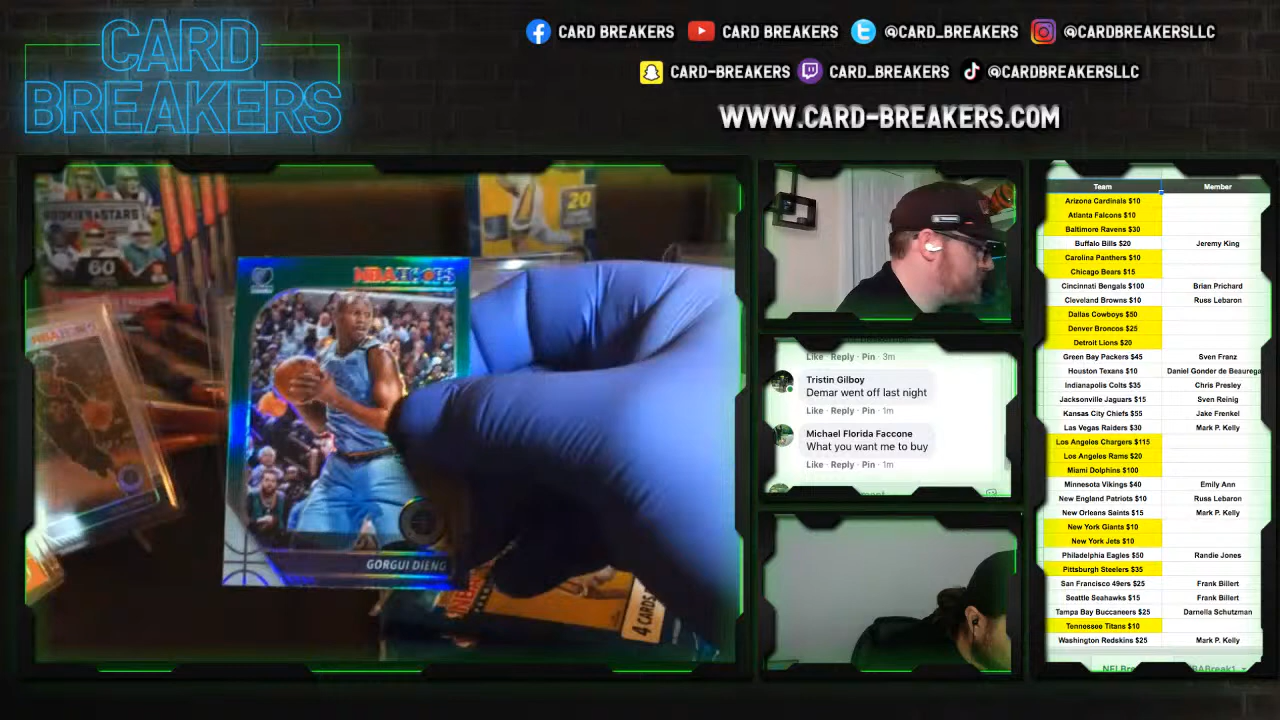 CARD
BREAKERS
CARD BREAKERS
CARD BREAKERS
@CARD_BREAKERS
@CARDBREAKERSLLC
CARD-BREAKERS
CARD_BREAKERS
@CARDBREAKERSLLC
WWW.CARD-BREAKERS.COM
60
20
NBA HOOPS
GORGUI DIENG
4 CARDS
Like · Reply · Pin · 3m
Tristin Gilboy
Demar went off last night
Like · Reply · Pin · 1m
Michael Florida Faccone
What you want me to buy
Like · Reply · Pin · 1m
Team Member
Arizona Cardinals $10
Atlanta Falcons $10
Baltimore Ravens $30
Buffalo Bills $20 Jeremy King
Carolina Panthers $10
Chicago Bears $15
Cincinnati Bengals $100 Brian Prichard
Cleveland Browns $10 Russ Lebaron
Dallas Cowboys $50
Denver Broncos $25
Detroit Lions $20
Green Bay Packers $45 Sven Franz
Houston Texans $10 Daniel Gonder de Beaurega
Indianapolis Colts $35 Chris Presley
Jacksonville Jaguars $15 Sven Reinig
Kansas City Chiefs $55 Jake Frenkel
Las Vegas Raiders $30 Mark P. Kelly
Los Angeles Chargers $115
Los Angeles Rams $20
Miami Dolphins $100
Minnesota Vikings $40 Emily Ann
New England Patriots $10 Russ Lebaron
New Orleans Saints $15 Mark P. Kelly
New York Giants $10
New York Jets $10
Philadelphia Eagles $50 Randie Jones
Pittsburgh Steelers $35
San Francisco 49ers $25 Frank Billert
Seattle Seahawks $15 Frank Billert
Tampa Bay Buccaneers $25 Darnella Schutzman
Tennessee Titans $10
Washington Redskins $25 Mark P. Kelly